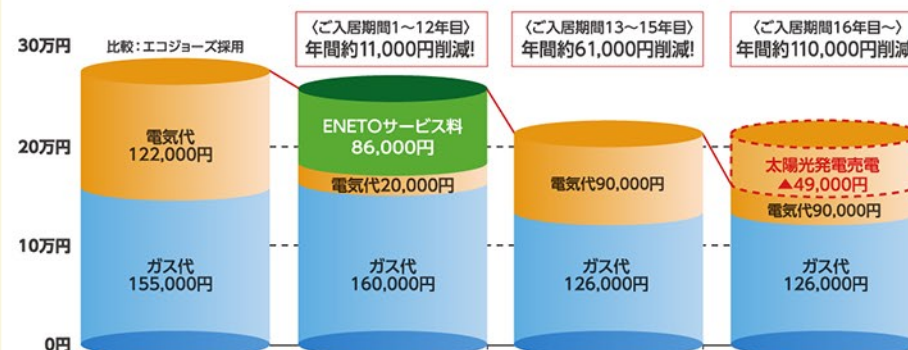 〈ご入居期間1〜12年目〉
年間約11,000円削減!
〈ご入居期間13〜15年目〉
年間約61,000円削減!
〈ご入居期間16年目〜〉
年間約110,000円削減
30万円
比較：エコジョーズ採用
20万円
10万円
0円
電気代
122,000円
ガス代
155,000円
ENETOサービス料
86,000円
電気代20,000円
ガス代
160,000円
電気代90,000円
ガス代
126,000円
太陽光発電売電
▲49,000円
電気代90,000円
ガス代
126,000円